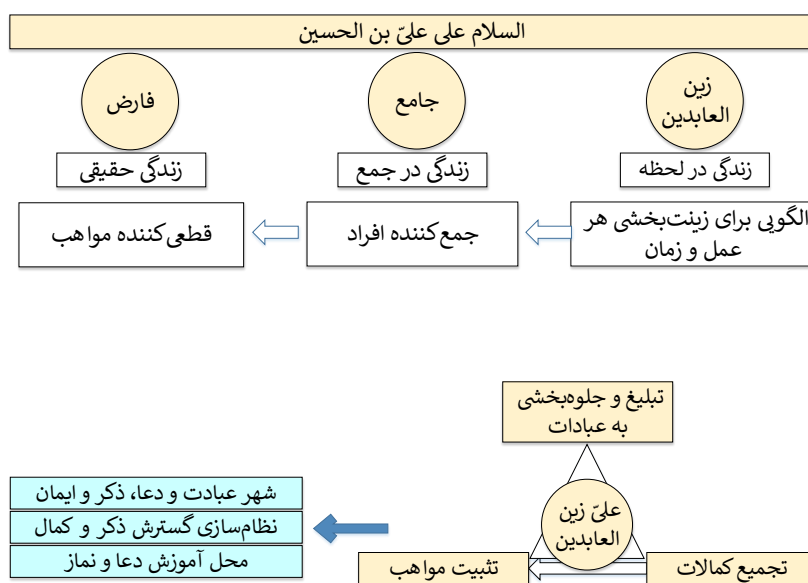 السلام علی علیّ بن الحسین
زین
العابدین
جامع
فارض
زندگی در لحظه
زندگی در جمع
زندگی حقیقی
الگویی برای زینت‌بخشی هر
عمل و زمان
جمع‌کننده افراد
قطعی‌کننده مواهب
تبلیغ و جلوه‌بخشی
به عبادات
علیّ زین
العابدین
تجمیع کمالات
تثبیت مواهب
شهر عبادت و دعا، ذکر و ایمان
نظام‌سازی گسترش ذکر و کمال
محل آموزش دعا و نماز